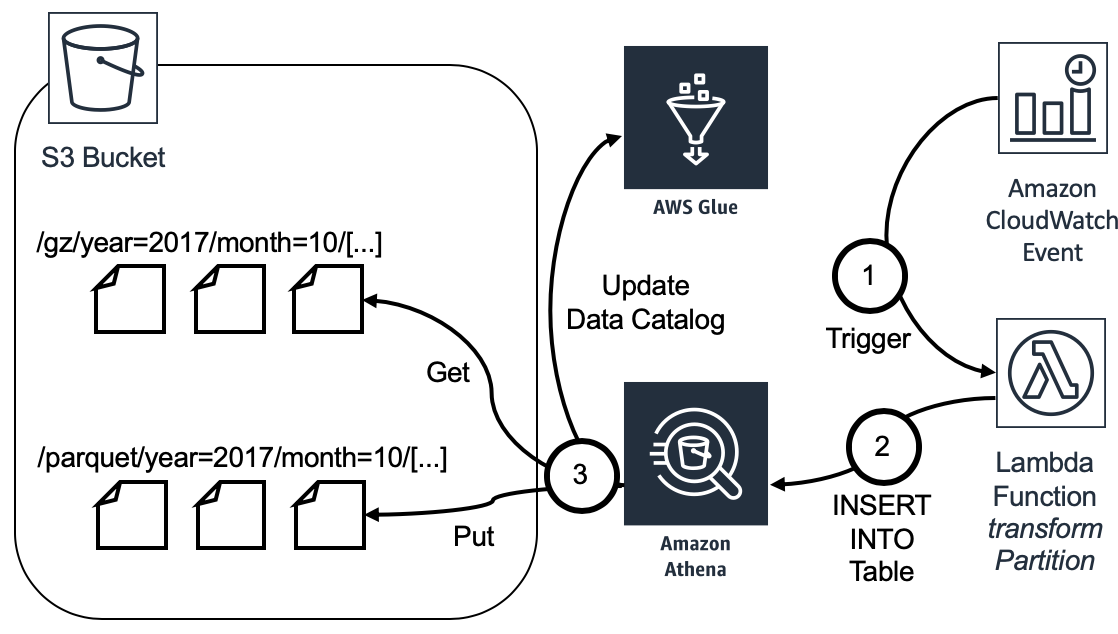 S3 Bucket
/gz/year=2017/month=10/[...]
Get
/parquet/year=2017/month=10/[...]
Put
AWS Glue
Update
Data Catalog
3
Amazon
Athena
Amazon
CloudWatch
Event
1
Trigger
2
INSERT
INTO
Table
Lambda
Function
transform
Partition